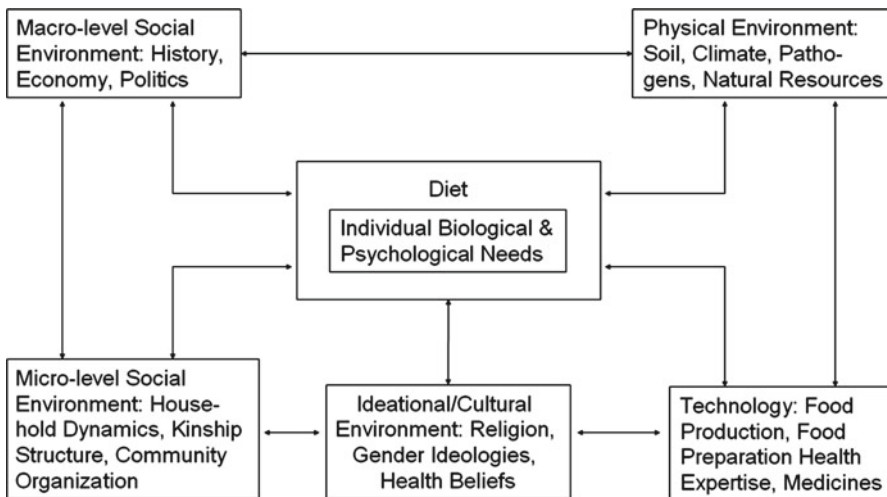 Macro-level Social
Environment: History,
Economy, Politics
Physical Environment:
Soil, Climate, Patho-
gens, Natural Resources
Diet
Individual Biological &
Psychological Needs
Micro-level Social
Environment: House-
hold Dynamics, Kinship
Structure, Community
Organization
Ideational/Cultural
Environment: Religion,
Gender Ideologies,
Health Beliefs
Technology: Food
Production, Food
Preparation Health
Expertise, Medicines